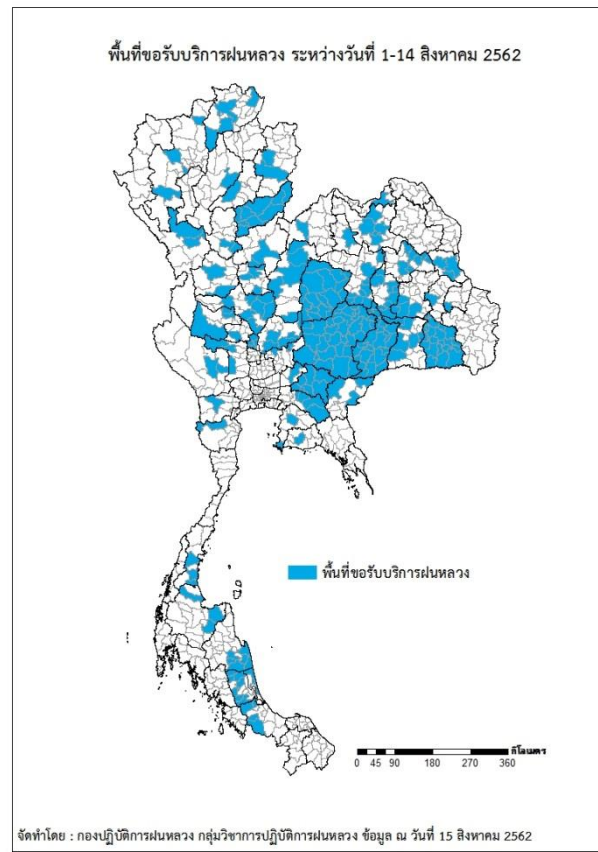 พื้นที่ขอรับบริการฝนหลวง ระหว่างวันที่ 1-14 สิงหาคม 2562
พื้นที่ขอรับบริการฝนหลวง
กิโลเมตร
0 45 90 180 270 360
จัดทำโดย : กองปฏิบัติการฝนหลวง กลุ่มวิชาการปฏิบัติการฝนหลวง ข้อมูล ณ วันที่ 15 สิงหาคม 2562